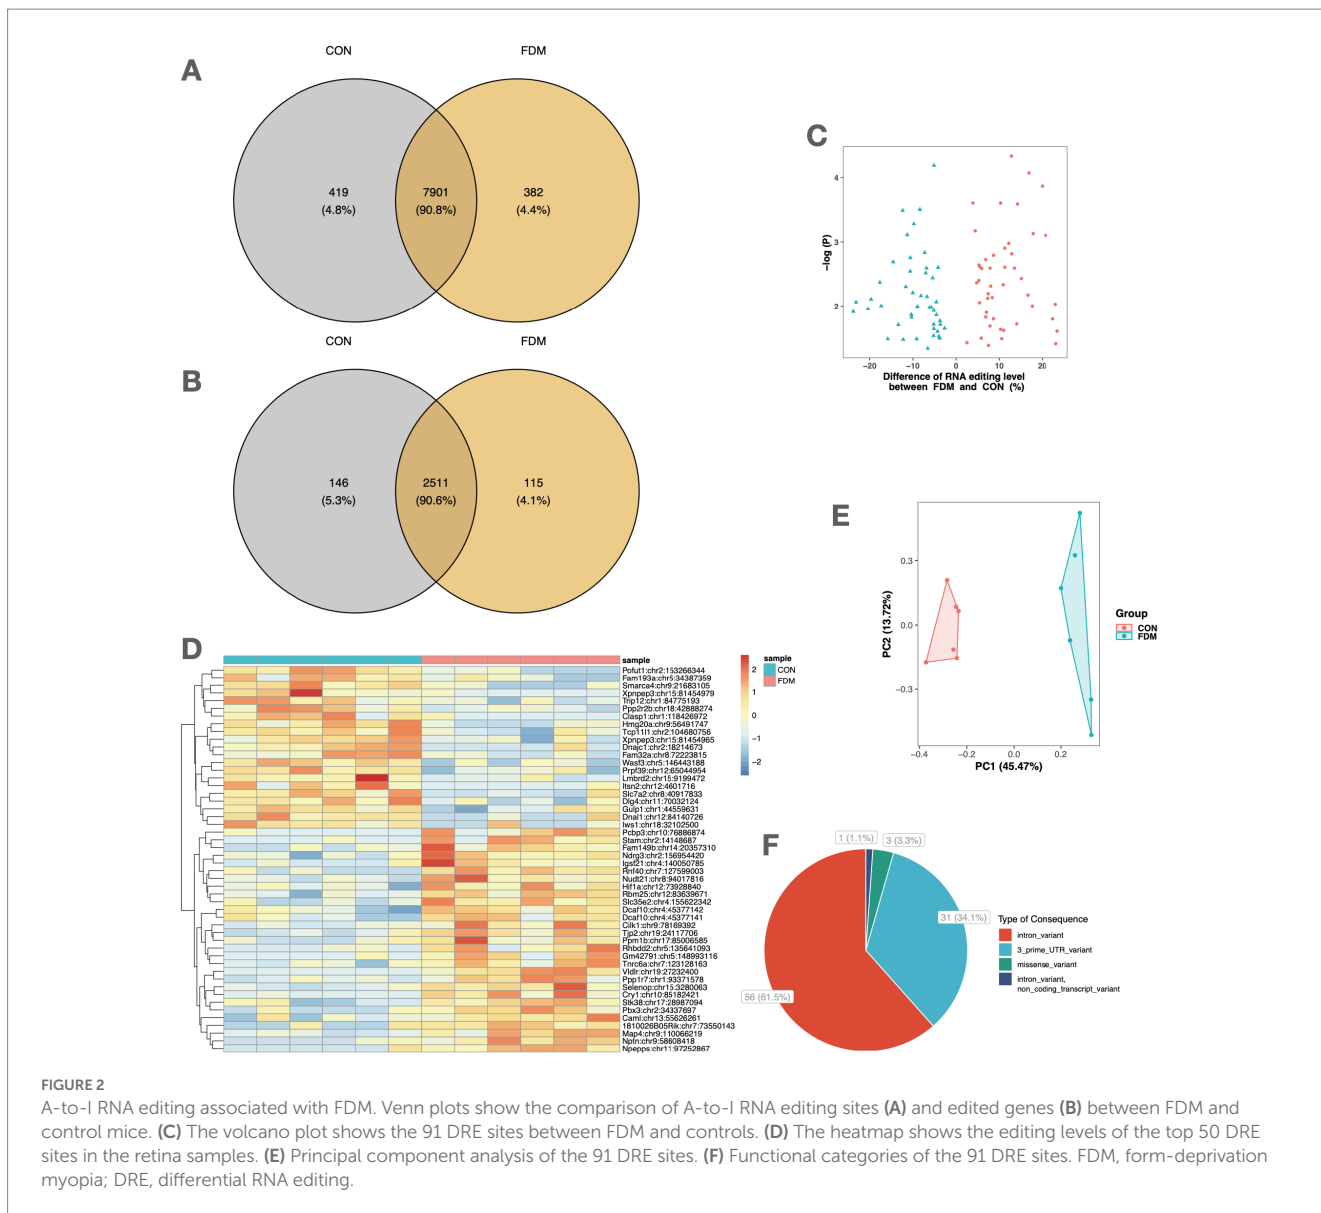 A
CON
FDM
419
(4.8%)
7901
(90.8%)
382
(4.4%)
B
CON
FDM
146
(5.3%)
2511
(90.6%)
115
(4.1%)
C
−log (P)
4
3
2
−20
−10
0
10
20
Difference of RNA editing level
between FDM and CON (%)
D
sample
Pofut1:chr2:153266344
Fam193a:chr5:34387359
Smarca4:chr9:21683105
Xpnpep3:chr15:81454979
Trip12:chr1:84775193
Ppp2r2b:chr18:42888274
Clasp1:chr1:118426972
Hmg20a:chr9:56491747
Tcp11l1:chr2:104680756
Xpnpep3:chr15:81454965
Dnajc1:chr2:18214673
Fam32a:chr8:72223815
Wasf3:chr5:146443188
Prpf39:chr12:65044954
Lmbrd2:chr15:9199472
Itsn2:chr12:4601716
Slc7a2:chr8:40917833
Dlg4:chr11:70032124
Gulp1:chr1:44559631
Dnal1:chr12:84140726
Iws1:chr18:32102500
Pcbp3:chr10:76886874
Stam:chr2:14148687
Fam149b:chr14:20357310
Ndrg3:chr2:156954420
Igsf21:chr4:140050785
Rnf40:chr7:127599003
Nudt21:chr8:94017816
Hif1a:chr12:73928840
Rbm25:chr12:83639671
Slc35e2:chr4:155622342
Dcaf10:chr4:45377142
Dcaf10:chr4:45377141
Cilk1:chr9:78169392
Tjp2:chr19:24117706
Ppm1b:chr17:85006585
Rhbdd2:chr5:135641093
Gm42791:chr5:148993116
Tnrc6a:chr7:123128163
Vldlr:chr19:27232400
Ppp1r7:chr1:93371578
Selenop:chr15:3280063
Cry1:chr10:85182421
Stk38:chr17:28987094
Pbx3:chr2:34337697
Caml:chr13:55626261
1810026B05Rik:chr7:73550143
Map4:chr9:110066219
Nptn:chr9:58608418
Npepps:chr11:97252867
2
1
0
−1
−2
sample
CON
FDM
E
PC2 (13.72%)
0.3
0.0
−0.3
−0.4
−0.2
0.0
0.2
PC1 (45.47%)
Group
CON
FDM
F
1 (1.1%)
3 (3.3%)
31 (34.1%)
56 (61.5%)
Type of Consequence
intron_variant
3_prime_UTR_variant
missense_variant
intron_variant,
non_coding_transcript_variant
FIGURE 2
A-to-I RNA editing associated with FDM. Venn plots show the comparison of A-to-I RNA editing sites (A) and edited genes (B) between FDM and
control mice. (C) The volcano plot shows the 91 DRE sites between FDM and controls. (D) The heatmap shows the editing levels of the top 50 DRE
sites in the retina samples. (E) Principal component analysis of the 91 DRE sites. (F) Functional categories of the 91 DRE sites. FDM, form-deprivation
myopia; DRE, differential RNA editing.